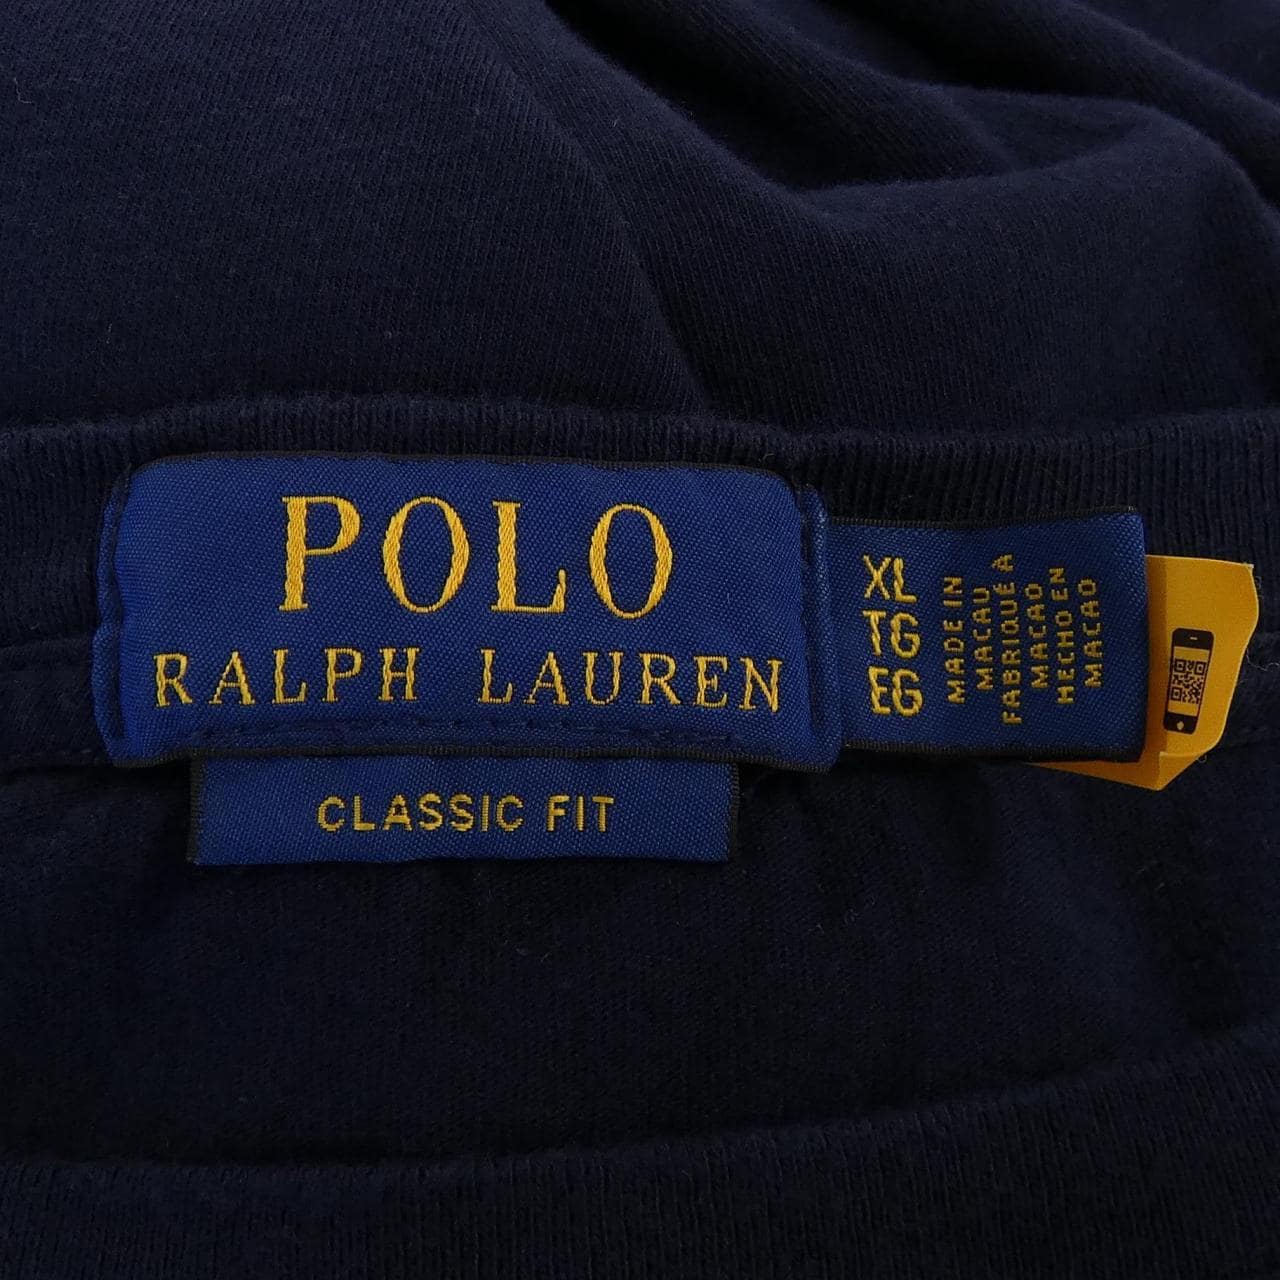 POLO
RALPH LAUREN
CLASSIC FIT
XL
TG
EG
MADE IN
MACAU
FABRIQUÉ À
MACAO
HECHO EN
MACAO